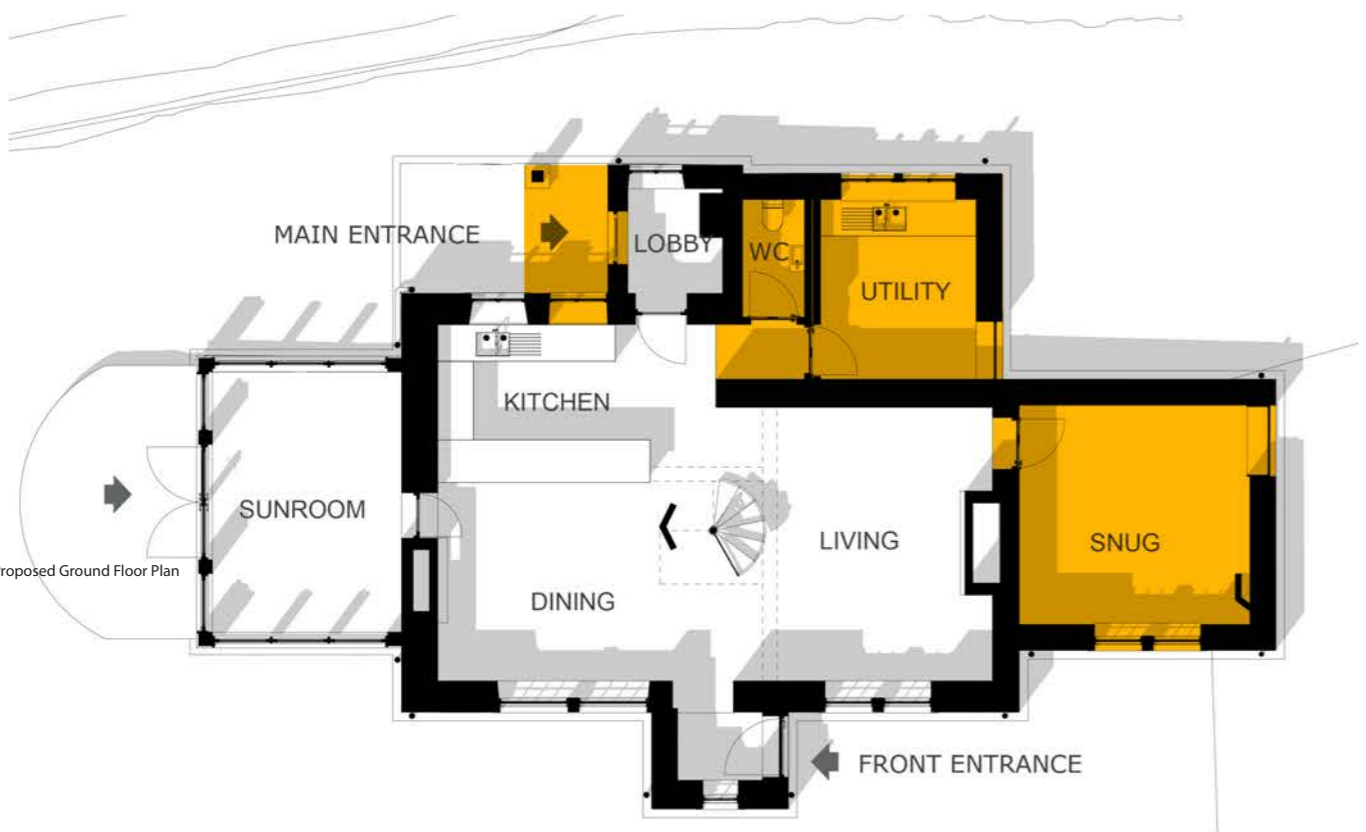 MAIN ENTRANCE
LOBBY
WC
UTILITY
KITCHEN
SUNROOM
LIVING
SNUG
roposed Ground Floor Plan
DINING
FRONT ENTRANCE